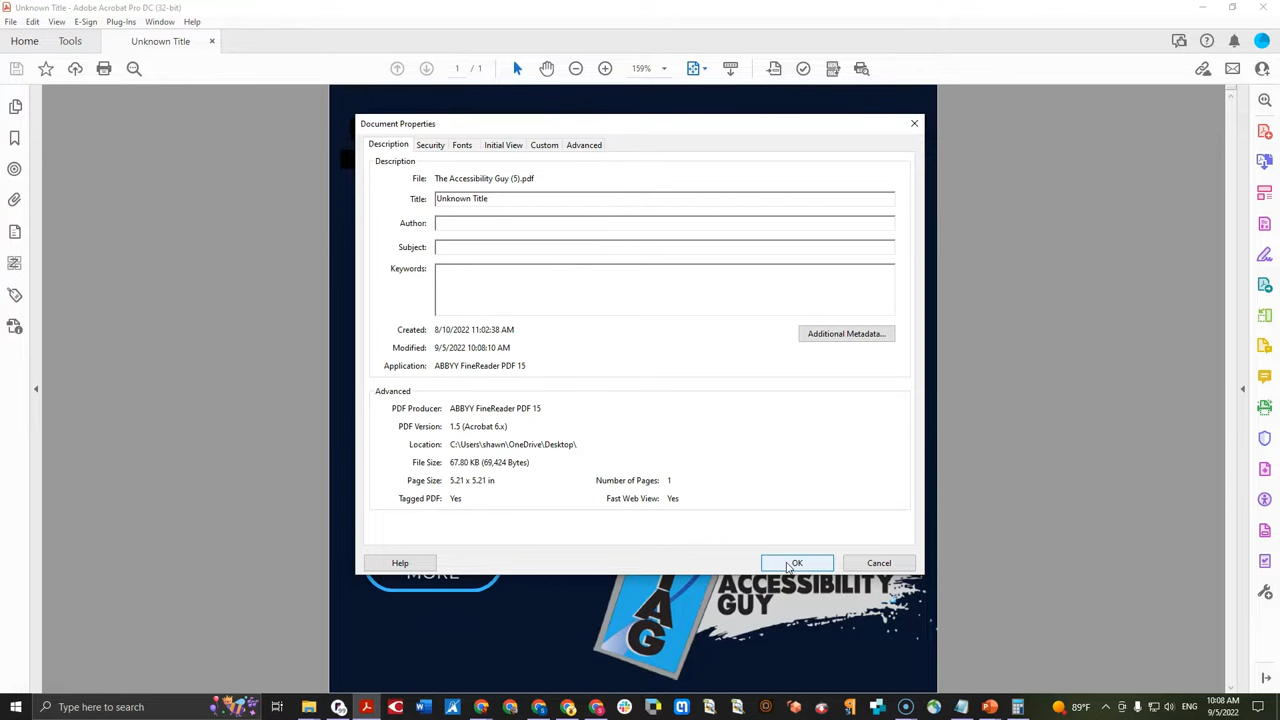 Unknown Title - Adobe Acrobat Pro DC (32-bit)
File Edit View E-Sign Plug-Ins Window Help
Home Tools Unknown Title ×
1 / 1 159%
Document Properties
Description Security Fonts Initial View Custom Advanced
Description
File: The Accessibility Guy (5).pdf
Title: Unknown Title
Author:
Subject:
Keywords:
Created: 8/10/2022 11:02:38 AM
Additional Metadata...
Modified: 9/5/2022 10:08:10 AM
Application: ABBYY FineReader PDF 15
Advanced
PDF Producer: ABBYY FineReader PDF 15
PDF Version: 1.5 (Acrobat 6.x)
Location: C:\Users\shawn\OneDrive\Desktop\
File Size: 67.80 KB (69,424 Bytes)
Page Size: 5.21 x 5.21 in Number of Pages: 1
Tagged PDF: Yes Fast Web View: Yes
Help OK Cancel
MORE
ACCESSIBILITY
GUY
AG
Type here to search
89°F
ENG
10:08 AM
9/5/2022